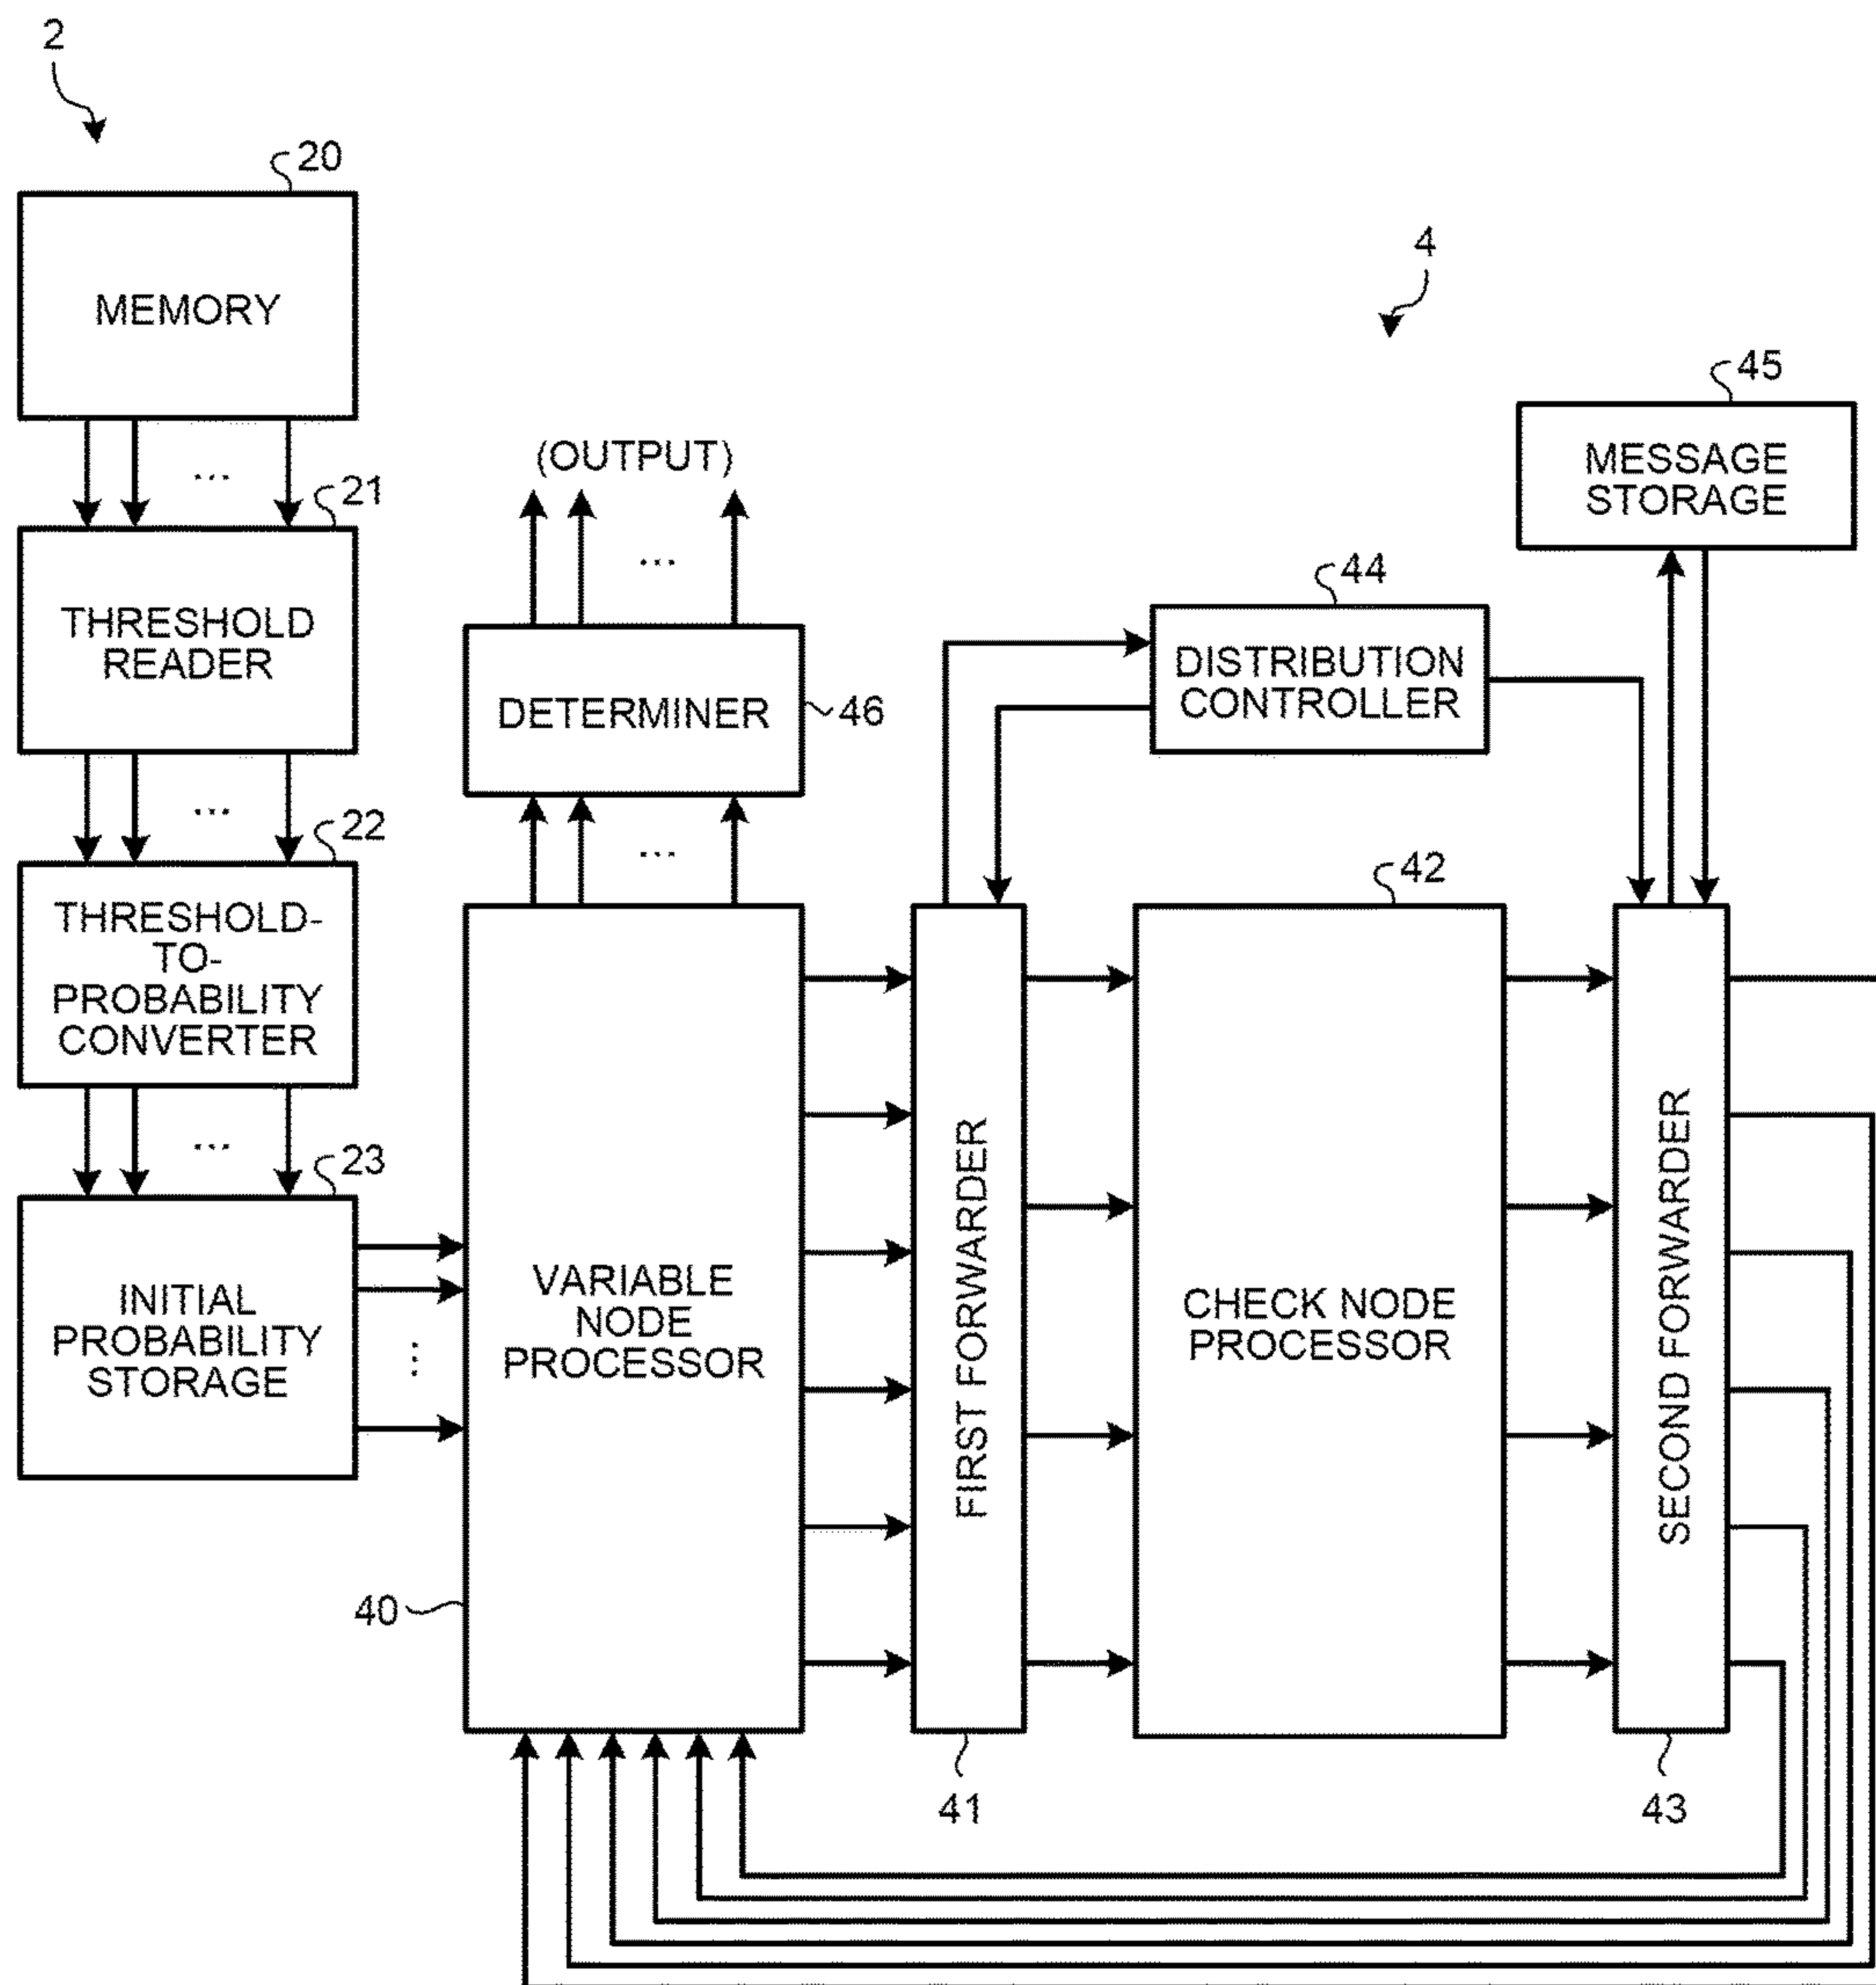 2
20
MEMORY
4
45
MESSAGE
STORAGE
(OUTPUT)
...
21
THRESHOLD
READER
...
44
DISTRIBUTION
CONTROLLER
DETERMINER
46
...
22
THRESHOLD-
TO-
PROBABILITY
CONVERTER
...
42
...
23
INITIAL
PROBABILITY
STORAGE
...
VARIABLE
NODE
PROCESSOR
40
FIRST FORWARDER
41
CHECK NODE
PROCESSOR
SECOND FORWARDER
43